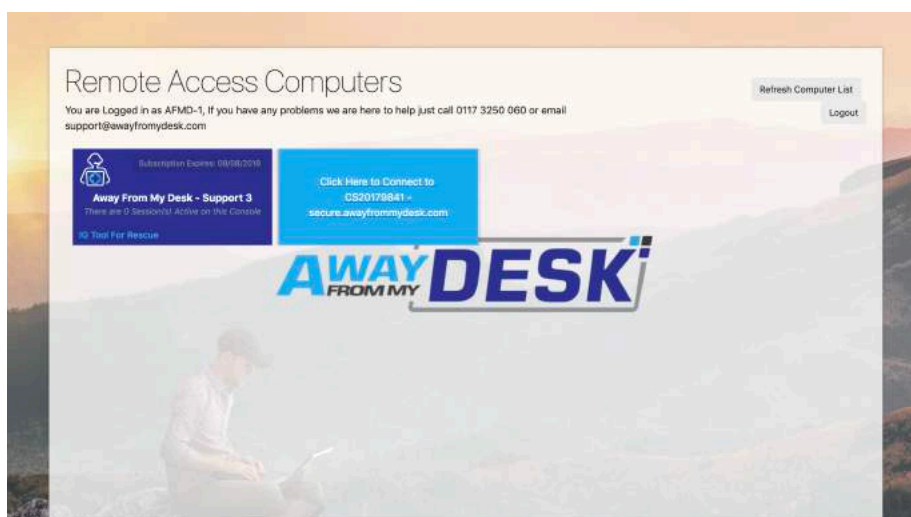 Remote Access Computers
You are Logged in as AFMD-1, If you have any problems we are here to help just call 0117 3250 060 or email
support@awayfromydesk.com
Refresh Computer List
Logout
Subscription Expires: 08/08/2018
Away From My Desk - Support 3
There are 0 Session(s) Active on this Console
Tool For Rescue
Click Here to Connect to
CS20179841 -
secure.awayfrommydesk.com
AWAY
FROM MY
DESK